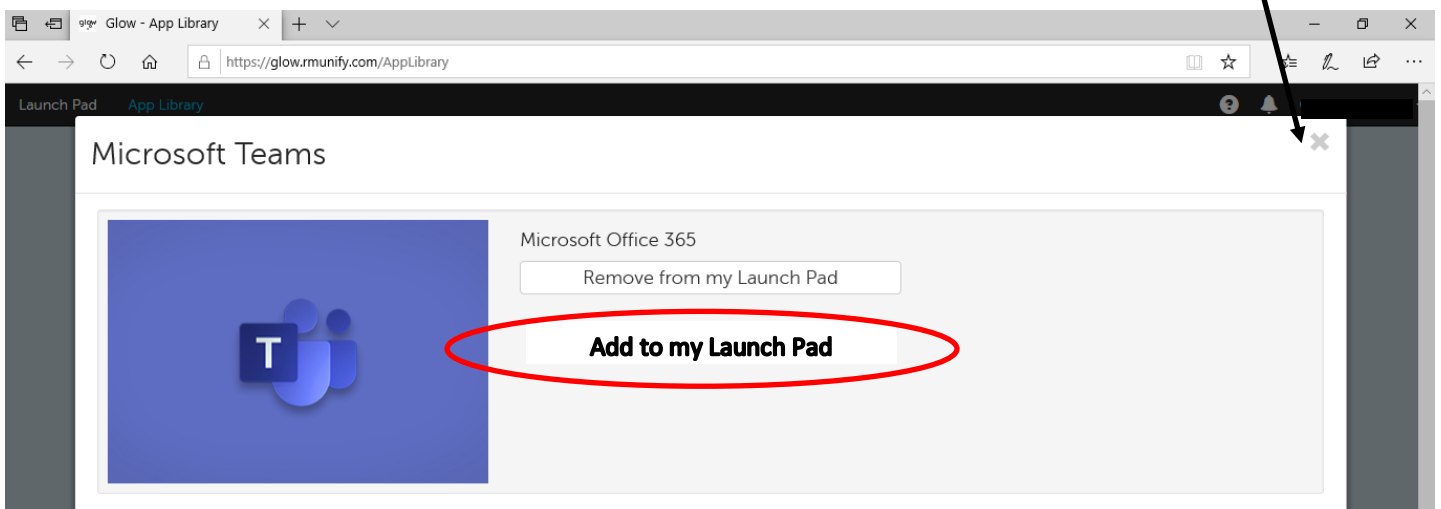 glow Glow - App Library
https://glow.rmunify.com/AppLibrary
Launch Pad App Library
Microsoft Teams
Microsoft Office 365
Remove from my Launch Pad
T
Add to my Launch Pad